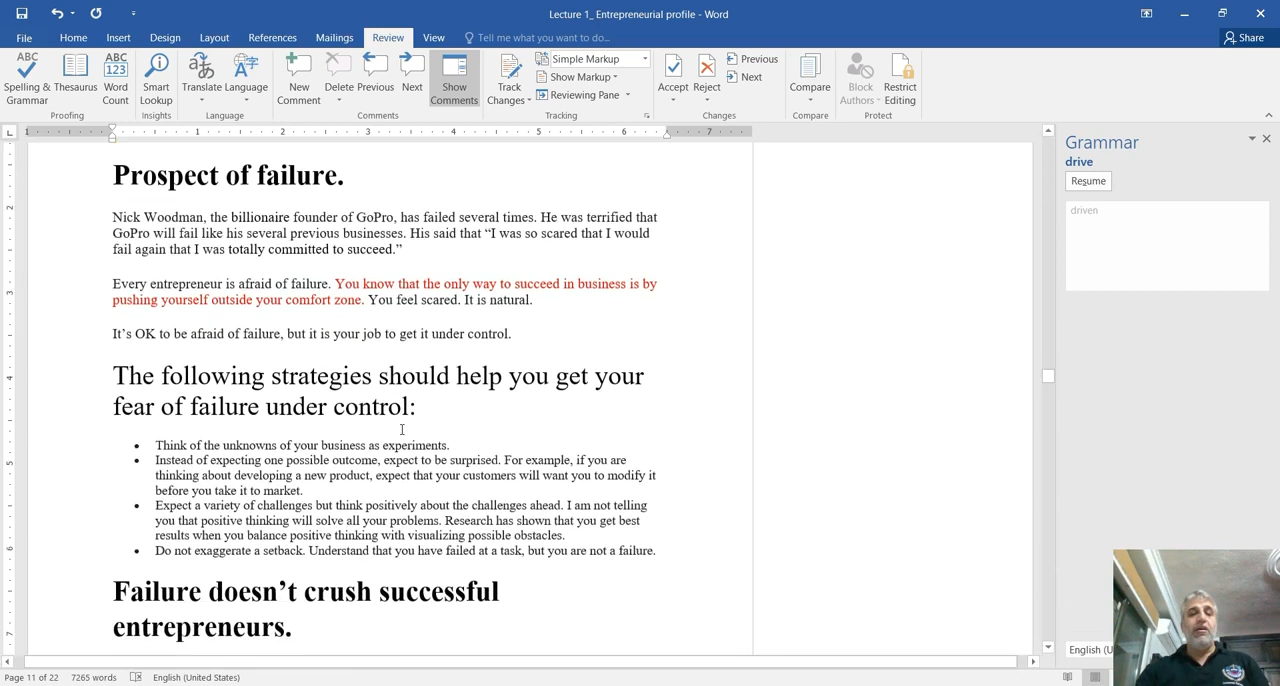 Lecture 1_ Entrepreneurial profile - Word
File Home Insert Design Layout References Mailings Review View Tell me what you want to do... Share
ABC ABC 123
Simple Markup Previous
Show Markup Next
Reviewing Pane
Spelling & Grammar Thesaurus Word Count Smart Lookup Translate Language New Comment Delete Previous Next Show Comments Track Changes Accept Reject Compare Block Authors Restrict Editing
Proofing Insights Language Comments Tracking Changes Compare Protect
1 1 2 3 4 5 6 7
Prospect of failure.
Nick Woodman, the billionaire founder of GoPro, has failed several times. He was terrified that
GoPro will fail like his several previous businesses. His said that “I was so scared that I would
fail again that I was totally committed to succeed.”
Every entrepreneur is afraid of failure. You know that the only way to succeed in business is by
pushing yourself outside your comfort zone. You feel scared. It is natural.
It’s OK to be afraid of failure, but it is your job to get it under control.
The following strategies should help you get your
fear of failure under control:
• Think of the unknowns of your business as experiments.
• Instead of expecting one possible outcome, expect to be surprised. For example, if you are
thinking about developing a new product, expect that your customers will want you to modify it
before you take it to market.
• Expect a variety of challenges but think positively about the challenges ahead. I am not telling
you that positive thinking will solve all your problems. Research has shown that you get best
results when you balance positive thinking with visualizing possible obstacles.
• Do not exaggerate a setback. Understand that you have failed at a task, but you are not a failure.
Failure doesn’t crush successful
entrepreneurs.
2
3
4
5
6
7
Grammar
drive
Resume
driven
English (U
Page 11 of 22 7265 words English (United States)